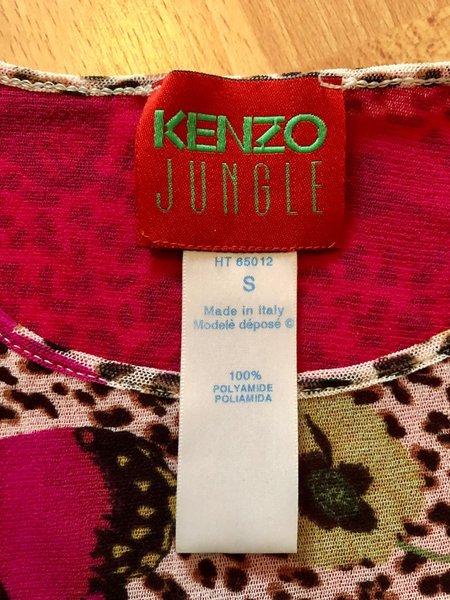 KENZO
JUNGLE
HT 65012
S
Made in Italy
Modelè déposé ©
100%
POLYAMIDE
POLIAMIDA